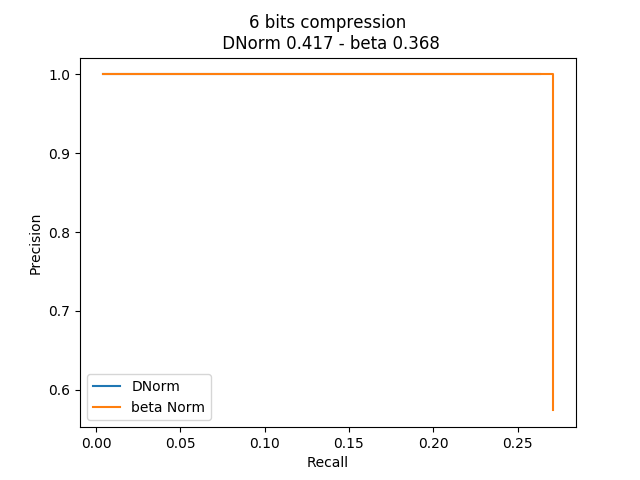 6 bits compression
DNorm 0.417 - beta 0.368
1.0
0.9
0.8
0.7
0.6
Precision
DNorm
beta Norm
0.00 0.05 0.10 0.15 0.20 0.25
Recall